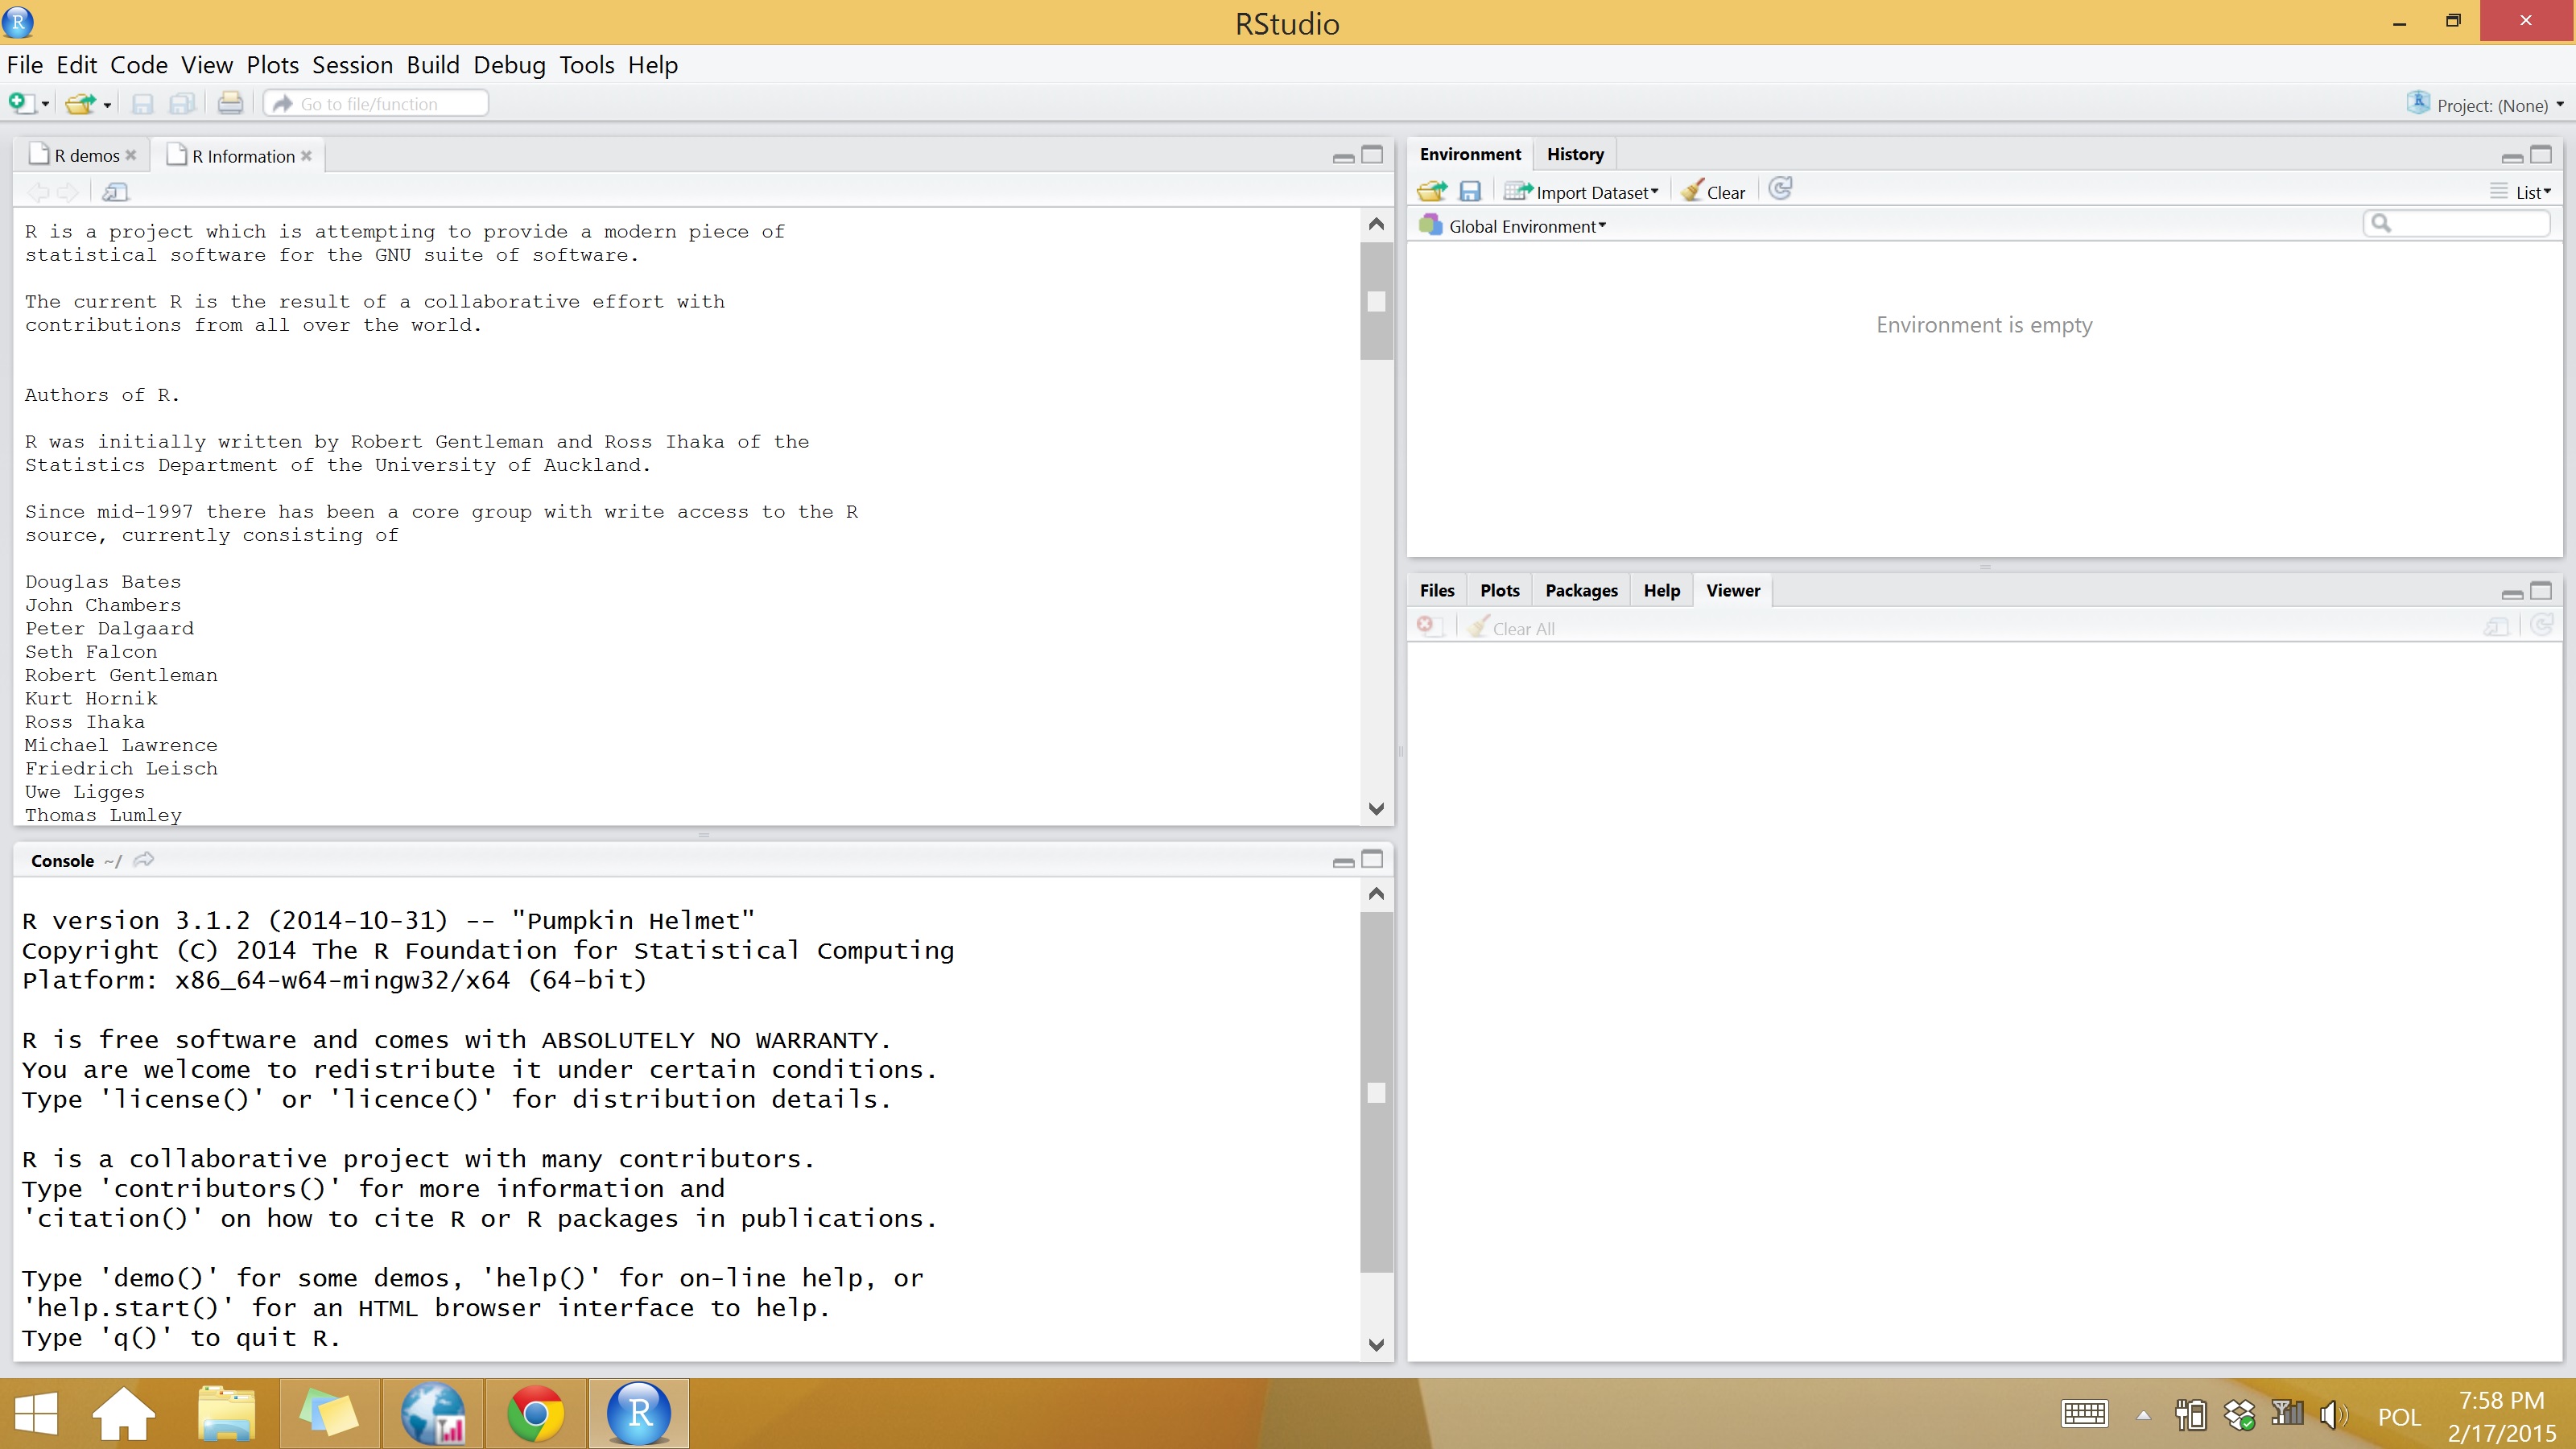 RStudio
File Edit Code View Plots Session Build Debug Tools Help
Go to file/function
Project: (None)
R demos
R Information
R is a project which is attempting to provide a modern piece of
statistical software for the GNU suite of software.
The current R is the result of a collaborative effort with
contributions from all over the world.
Authors of R.
R was initially written by Robert Gentleman and Ross Ihaka of the
Statistics Department of the University of Auckland.
Since mid-1997 there has been a core group with write access to the R
source, currently consisting of
Douglas Bates
John Chambers
Peter Dalgaard
Seth Falcon
Robert Gentleman
Kurt Hornik
Ross Ihaka
Michael Lawrence
Friedrich Leisch
Uwe Ligges
Thomas Lumley
Console ~/
R version 3.1.2 (2014-10-31) -- "Pumpkin Helmet"
Copyright (C) 2014 The R Foundation for Statistical Computing
Platform: x86_64-w64-mingw32/x64 (64-bit)
R is free software and comes with ABSOLUTELY NO WARRANTY.
You are welcome to redistribute it under certain conditions.
Type 'license()' or 'licence()' for distribution details.
R is a collaborative project with many contributors.
Type 'contributors()' for more information and
'citation()' on how to cite R or R packages in publications.
Type 'demo()' for some demos, 'help()' for on-line help, or
'help.start()' for an HTML browser interface to help.
Type 'q()' to quit R.
Environment History
Import Dataset Clear List
Global Environment
Environment is empty
Files Plots Packages Help Viewer
Clear All
R
POL
7:58 PM
2/17/2015